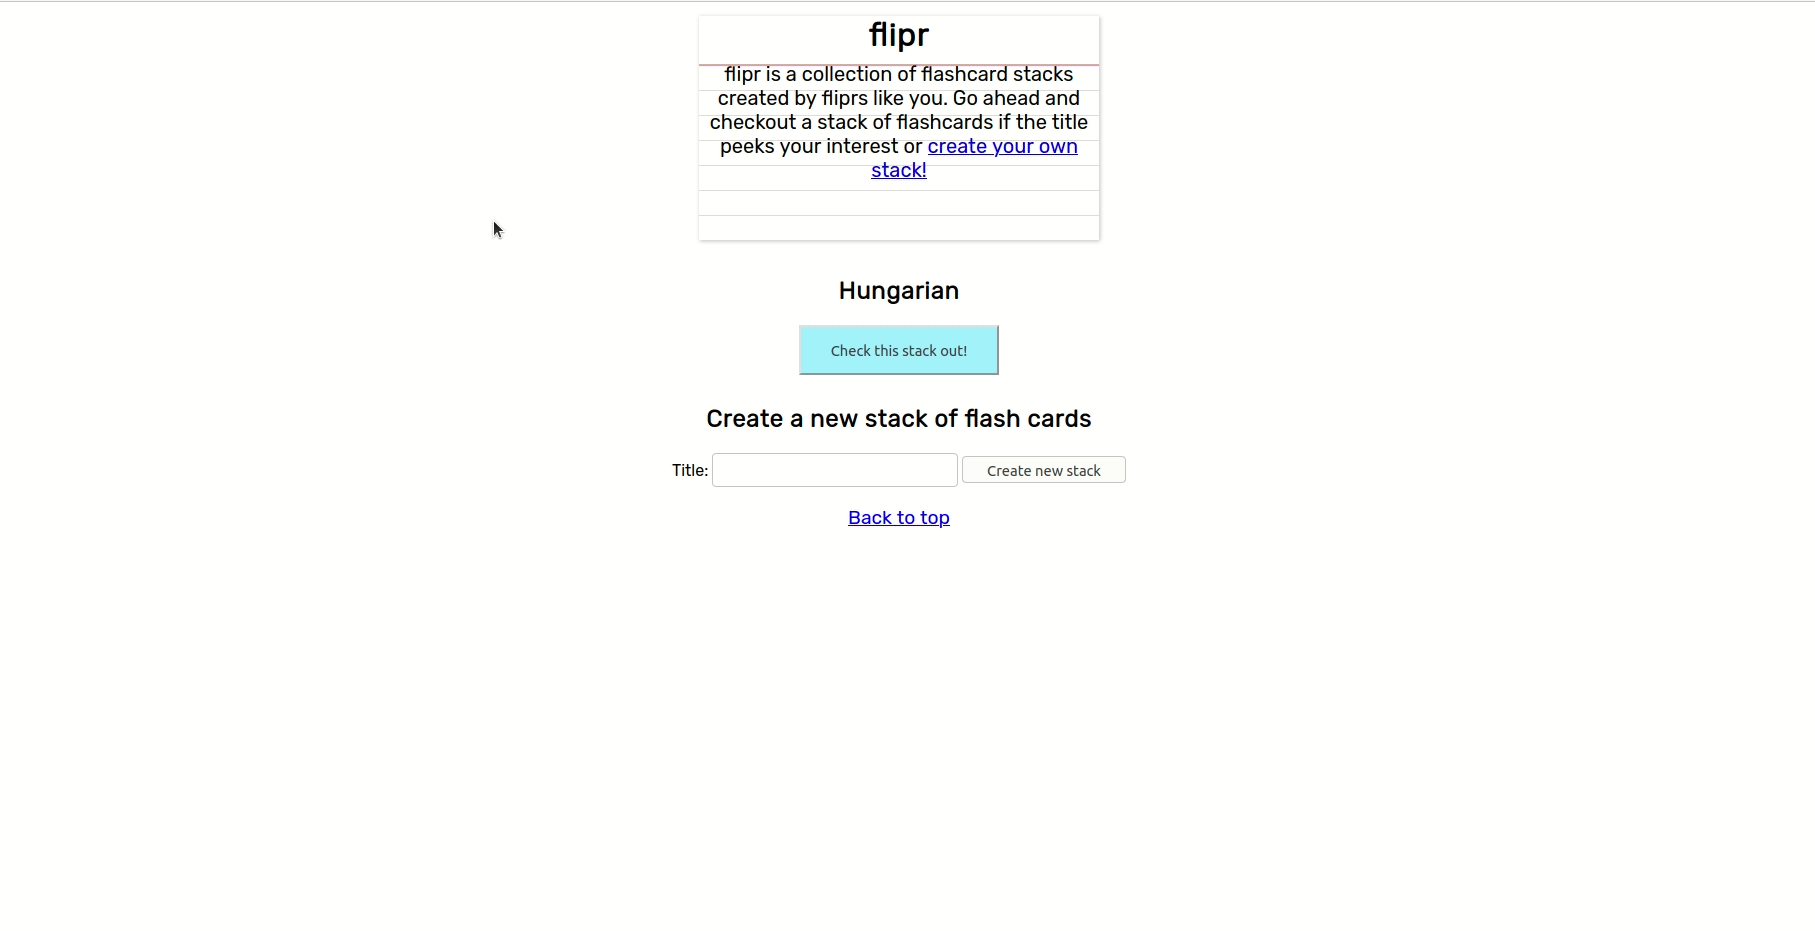 flipr
flipr is a collection of flashcard stacks
created by fliprs like you. Go ahead and
checkout a stack of flashcards if the title
peeks your interest or create your own
stack!
Hungarian
Check this stack out!
Create a new stack of flash cards
Title: Create new stack
Back to top